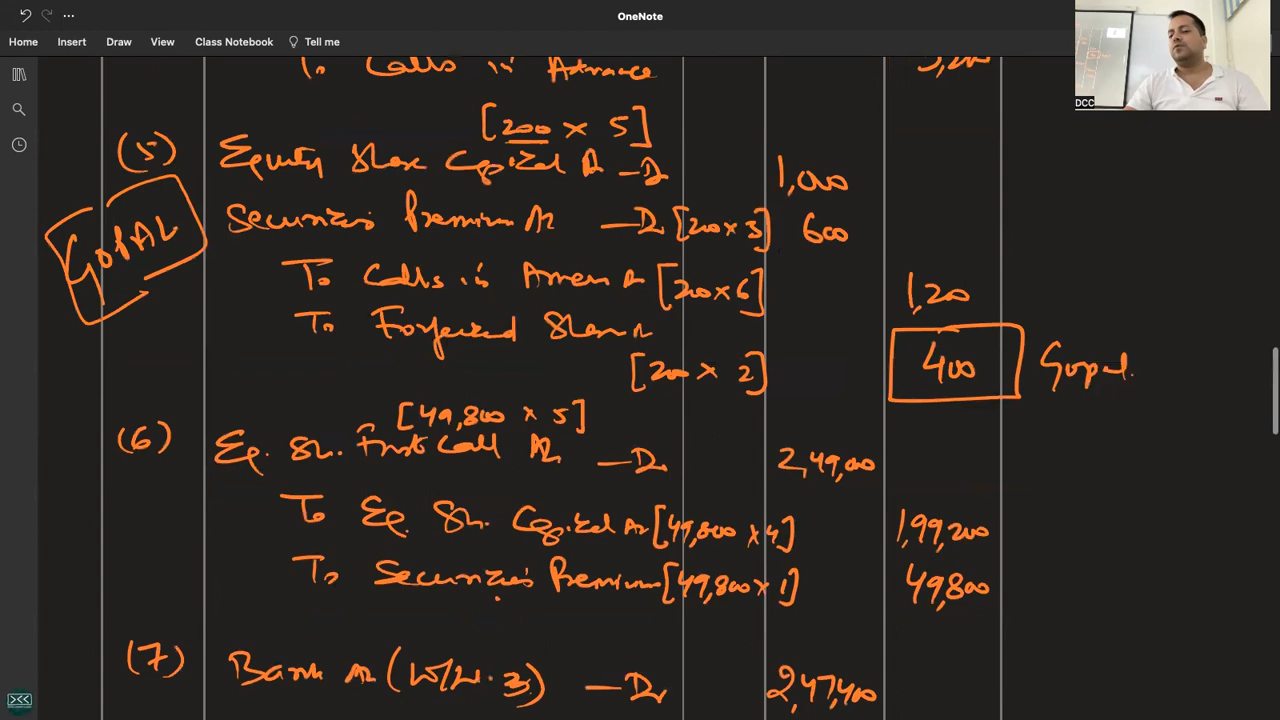 OneNote
Home Insert Draw View Class Notebook Tell me
DCC
To Calls in Advance
[200 × 5]
(5) Equity Share Capital A/c —Dr 1,000
GOPAL
Securities Premium A/c —Dr [200 × 3] 600
To Calls in Arrear A/c [200 × 6] 1,200
To Forfeited Share A/c
[200 × 2] 400 Gopal.
[49,800 × 5]
(6) Eq. Sh. First Call A/c —Dr 2,49,000
To Eq. Sh. Capital A/c [49,800 × 4] 1,99,200
To Securities Premium [49,800 × 1] 49,800
(7) Bank A/c (W/N. 3) —Dr 2,47,400